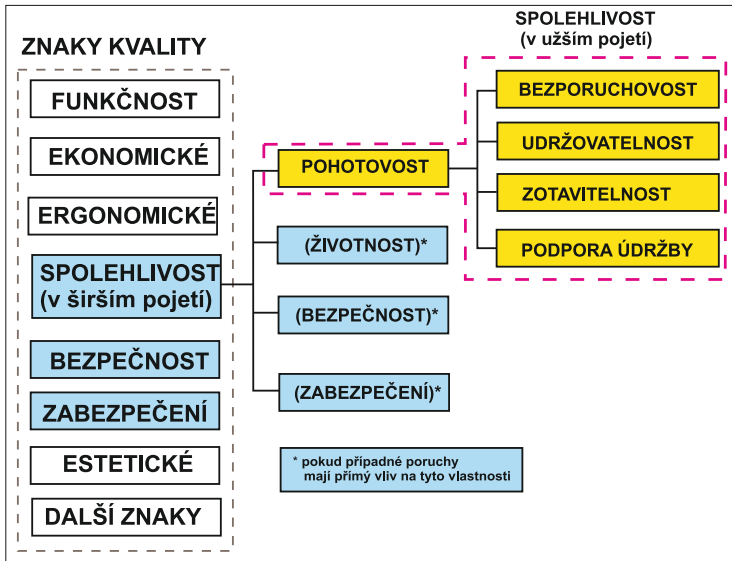 ZNAKY KVALITY
FUNKČNOST
EKONOMICKÉ
ERGONOMICKÉ
SPOLEHLIVOST
(v širším pojetí)
BEZPEČNOST
ZABEZPEČENÍ
ESTETICKÉ
DALŠÍ ZNAKY
POHOTOVOST
(ŽIVOTNOST)*
(BEZPEČNOST)*
(ZABEZPEČENÍ)*
* pokud případné poruchy
mají přímý vliv na tyto vlastnosti
SPOLEHLIVOST
(v užším pojetí)
BEZPORUCHOVOST
UDRŽOVATELNOST
ZOTAVITELNOST
PODPORA ÚDRŽBY